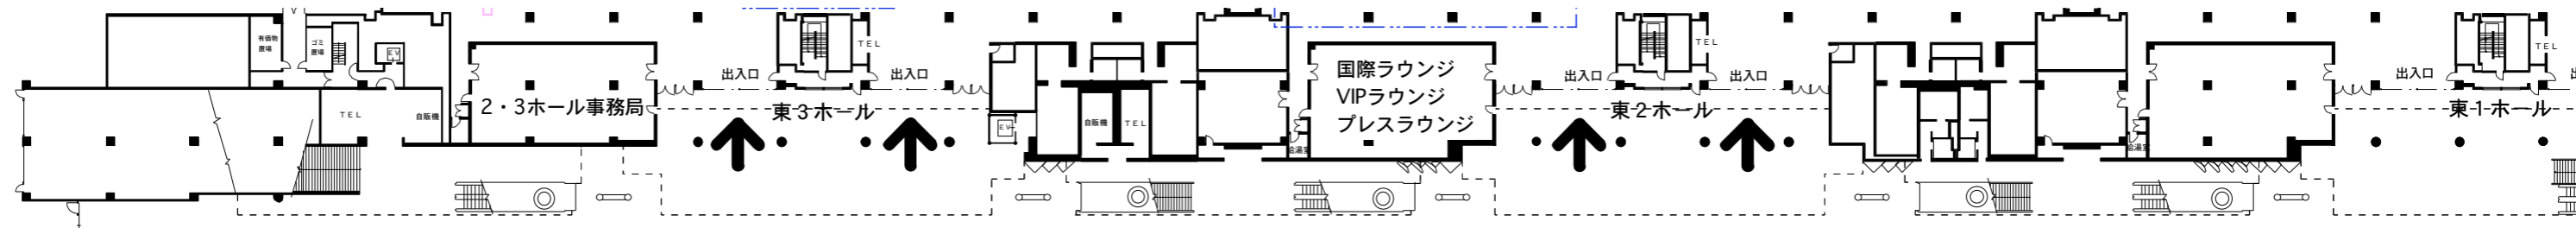 V
有価物
置場
ゴミ
置場
EV
TEL
自販機
2・3ホール事務局
出入口
TEL
出入口
東3ホール
EV
自販機
TEL
給湯室
国際ラウンジ
VIPラウンジ
プレスラウンジ
出入口
TEL
出入口
東2ホール
給湯室
出入口
TEL
東1ホール